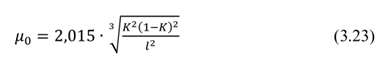 μ₀ = 2,015 · ∛(K²(1−K)²/l²) (3.23)